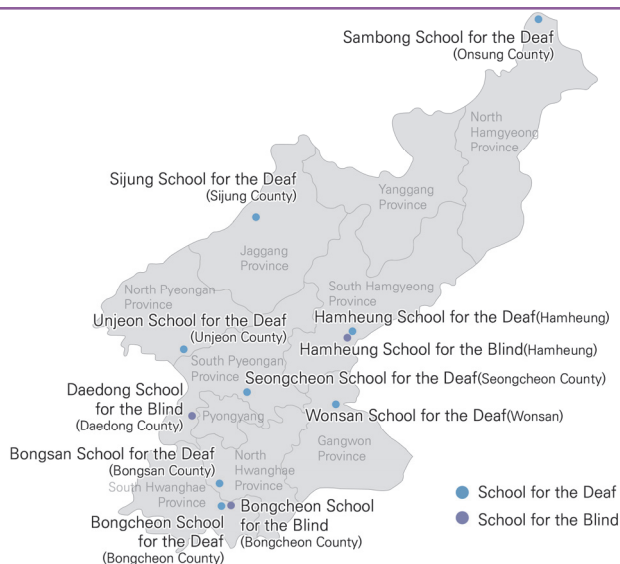 Sambong School for the Deaf
(Onsung County)
North
Hamgyeong
Province
Sijung School for the Deaf
(Sijung County)
Yanggang
Province
Jaggang
Province
North Pyeongan
Province
South Hamgyeong
Province
Unjeon School for the Deaf
(Unjeon County)
Hamheung School for the Deaf(Hamheung)
Hamheung School for the Blind(Hamheung)
South Pyeongan
Province
Seongcheon School for the Deaf(Seongcheon County)
Daedong School
for the Blind
(Daedong County)
Pyongyang
Wonsan School for the Deaf(Wonsan)
Gangwon
Province
Bongsan School for the Deaf
(Bongsan County)
North
Hwanghae
Province
South Hwanghae
Province
Bongcheon School
for the Deaf
(Bongcheon County)
Bongcheon School
for the Blind
(Bongcheon County)
School for the Deaf
School for the Blind